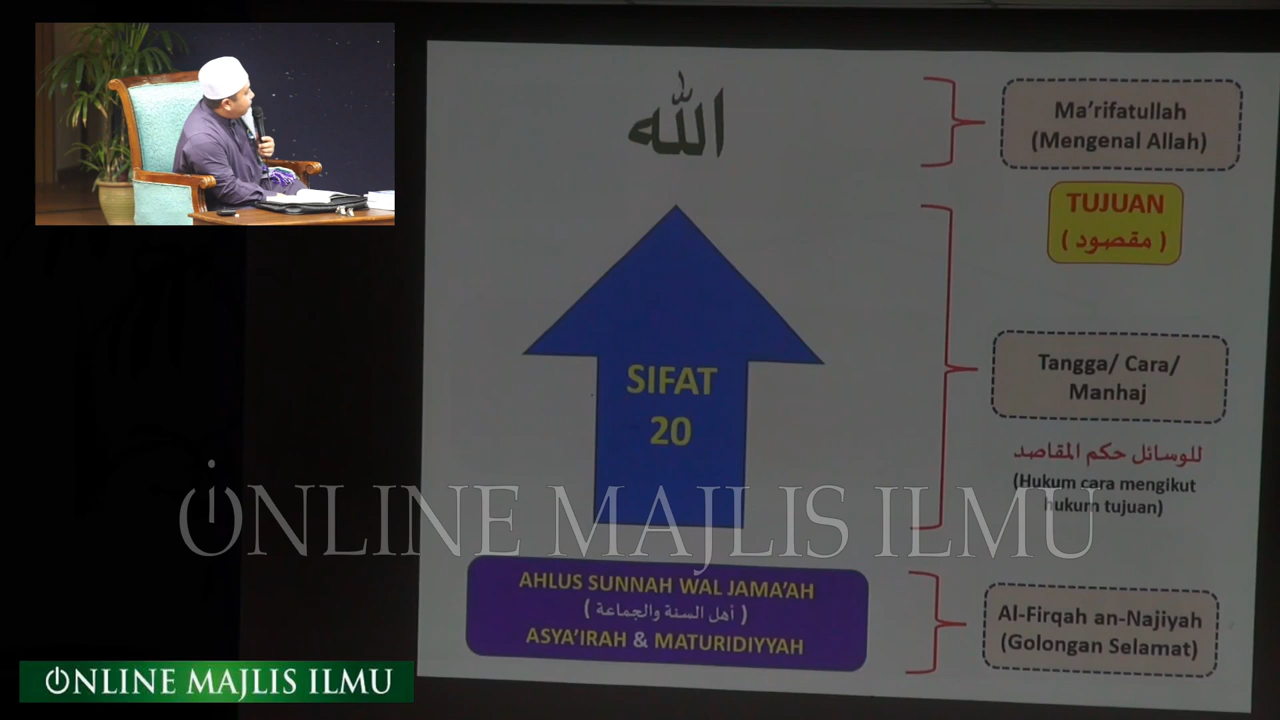 الله
Ma'rifatullah
(Mengenal Allah)
TUJUAN
( مقصود )
SIFAT
20
Tangga/ Cara/
Manhaj
للوسائل حكم المقاصد
(Hukum cara mengikut
hukum tujuan)
AHLUS SUNNAH WAL JAMA'AH
( أهل السنة والجماعة )
ASYA'IRAH & MATURIDIYYAH
Al-Firqah an-Najiyah
(Golongan Selamat)
ONLINE MAJLIS ILMU
ONLINE MAJLIS ILMU